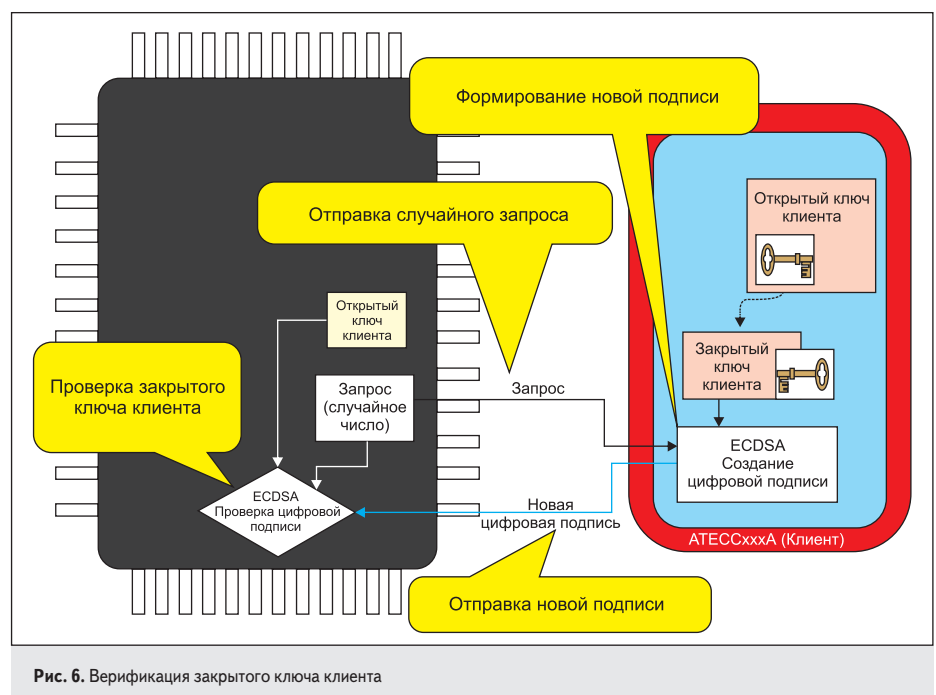 Формирование новой подписи
Отправка случайного запроса
Открытый ключ
клиента
Открытый
ключ
клиента
Проверка закрытого
ключа клиента
Запрос
(случайное
число)
Запрос
Закрытый
ключ
клиента
ECDSA
Создание
цифровой подписи
ECDSA
Проверка цифровой
подписи
Новая
цифровая подпись
ATECCxxxA (Клиент)
Отправка новой подписи
Рис. 6. Верификация закрытого ключа клиента